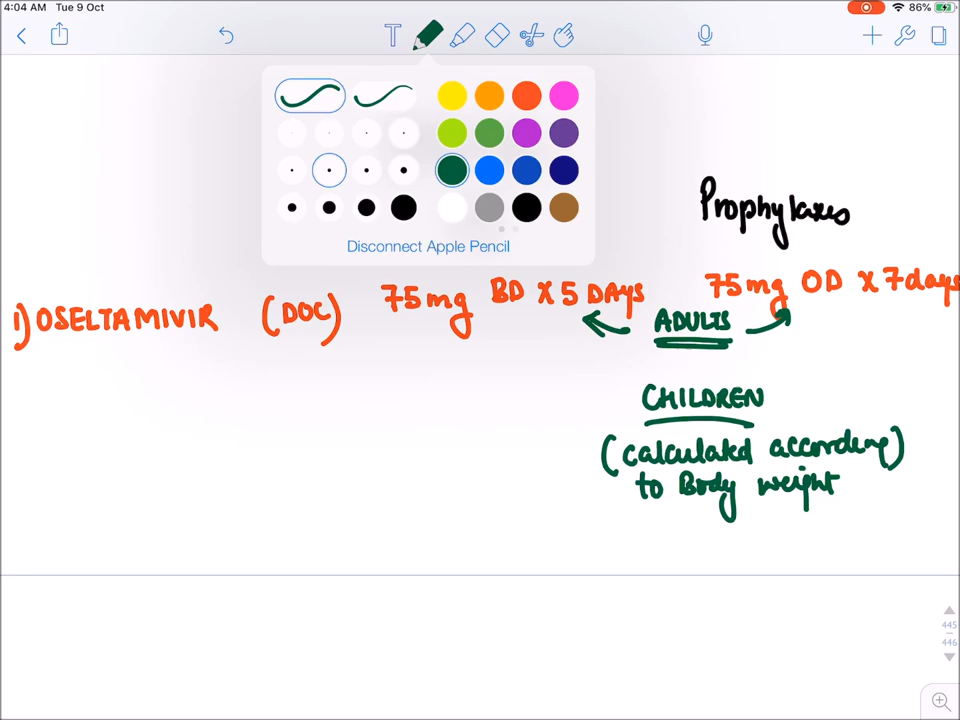 4:04 AM Tue 9 Oct
86%
T
Disconnect Apple Pencil
Prophylaxis
1) OSELTAMIVIR (DOC) 75mg BD x 5 DAYS 75mg OD x 7days
ADULTS
CHILDREN
(calculated according)
to Body weight
445
446